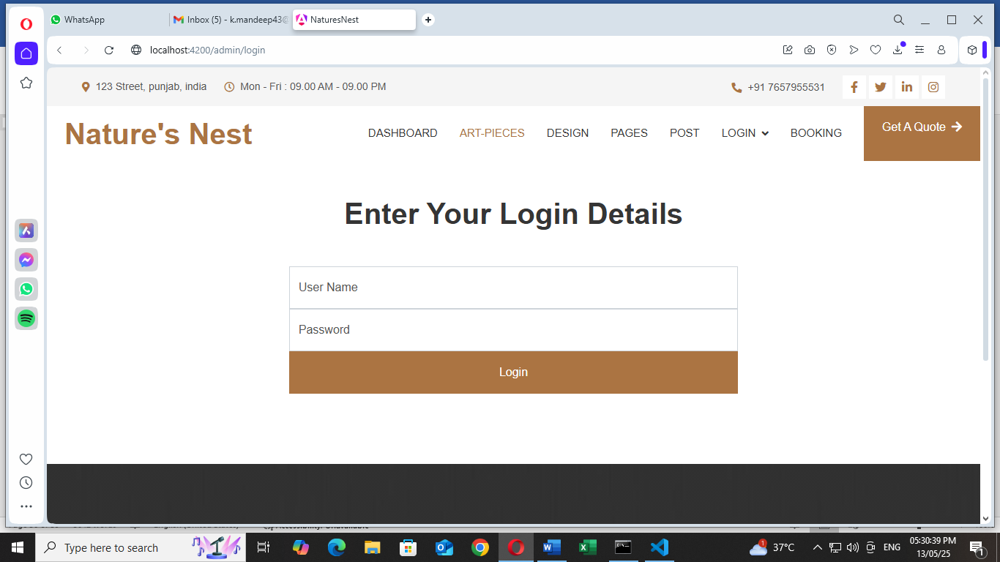 WhatsApp
Inbox (5) - k.mandeep43@
NaturesNest
localhost:4200/admin/login
123 Street, punjab, india
Mon - Fri : 09.00 AM - 09.00 PM
+91 7657955531
Nature's Nest
DASHBOARD
ART-PIECES
DESIGN
PAGES
POST
LOGIN
BOOKING
Get A Quote
Enter Your Login Details
User Name
Password
Login
Type here to search
37°C
1
ENG
05:30:39 PM
13/05/25
1